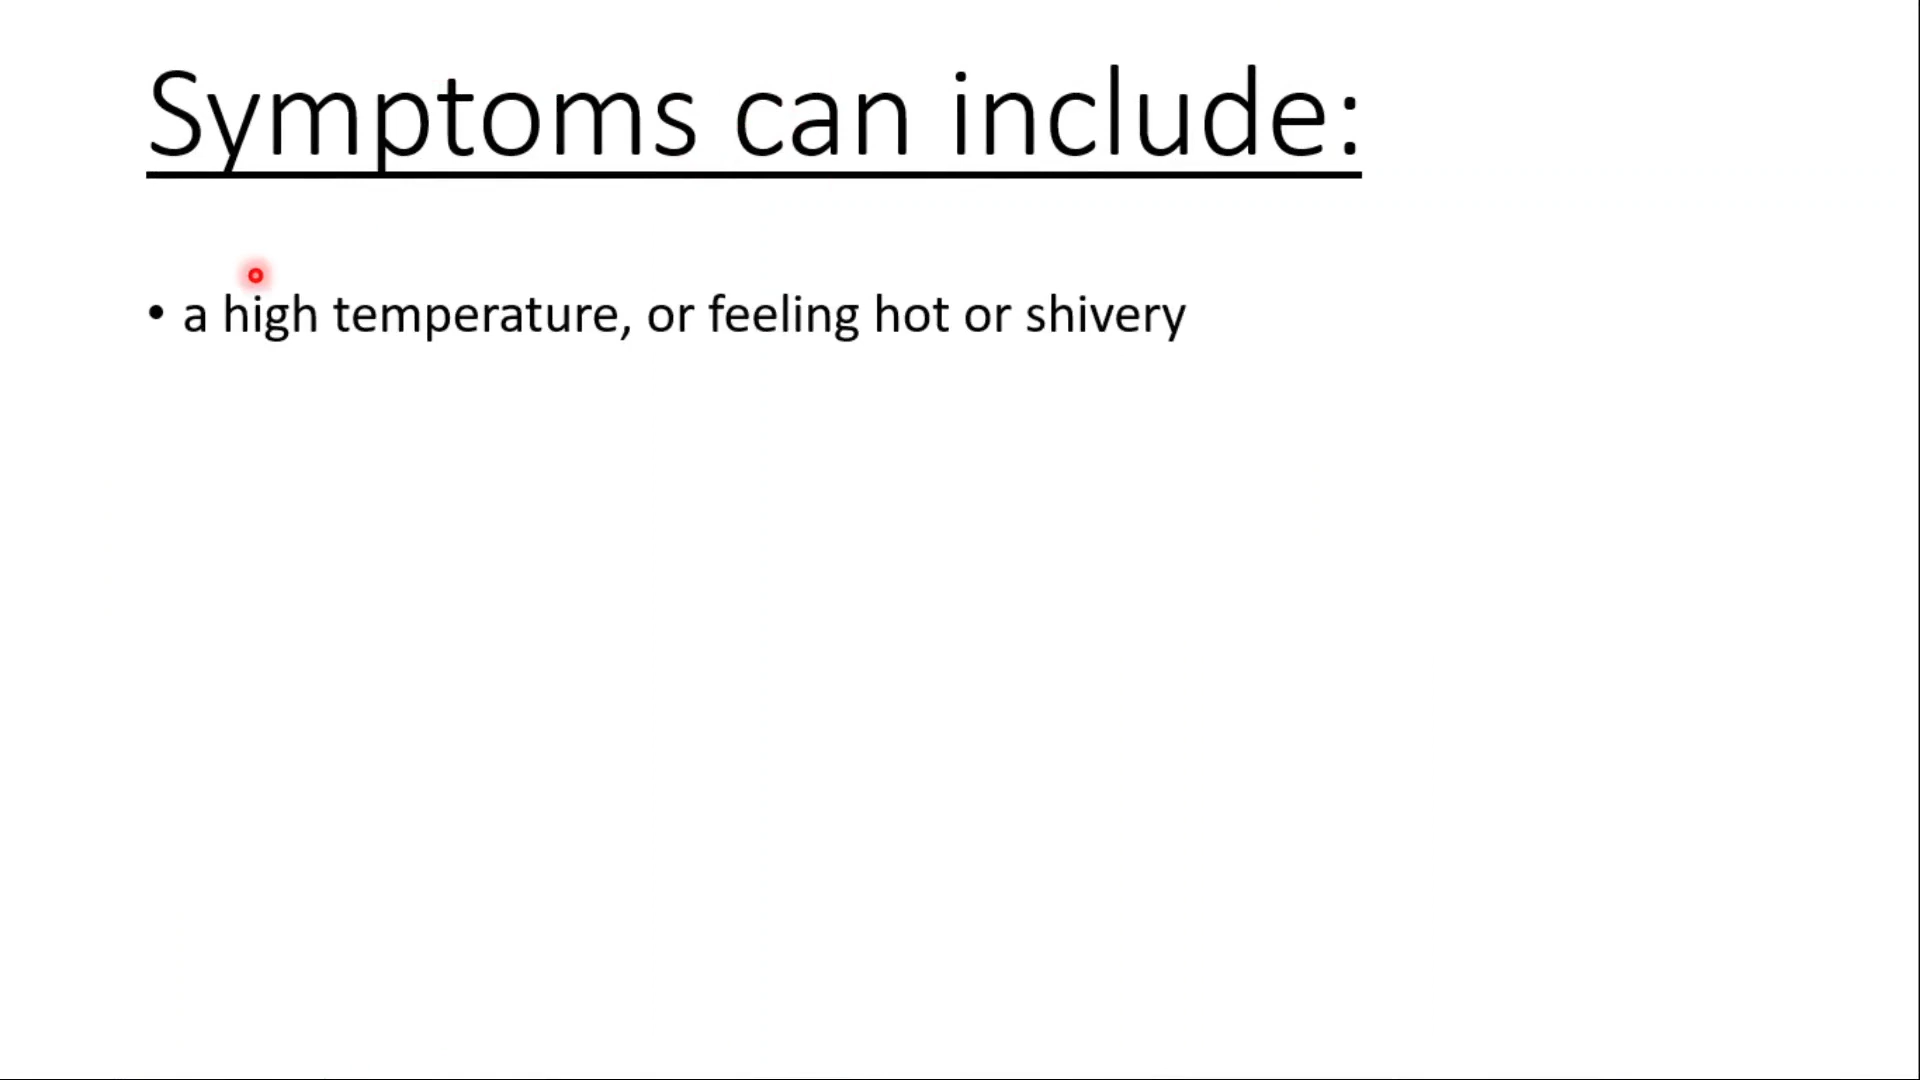 Symptoms can include:
• a high temperature, or feeling hot or shivery